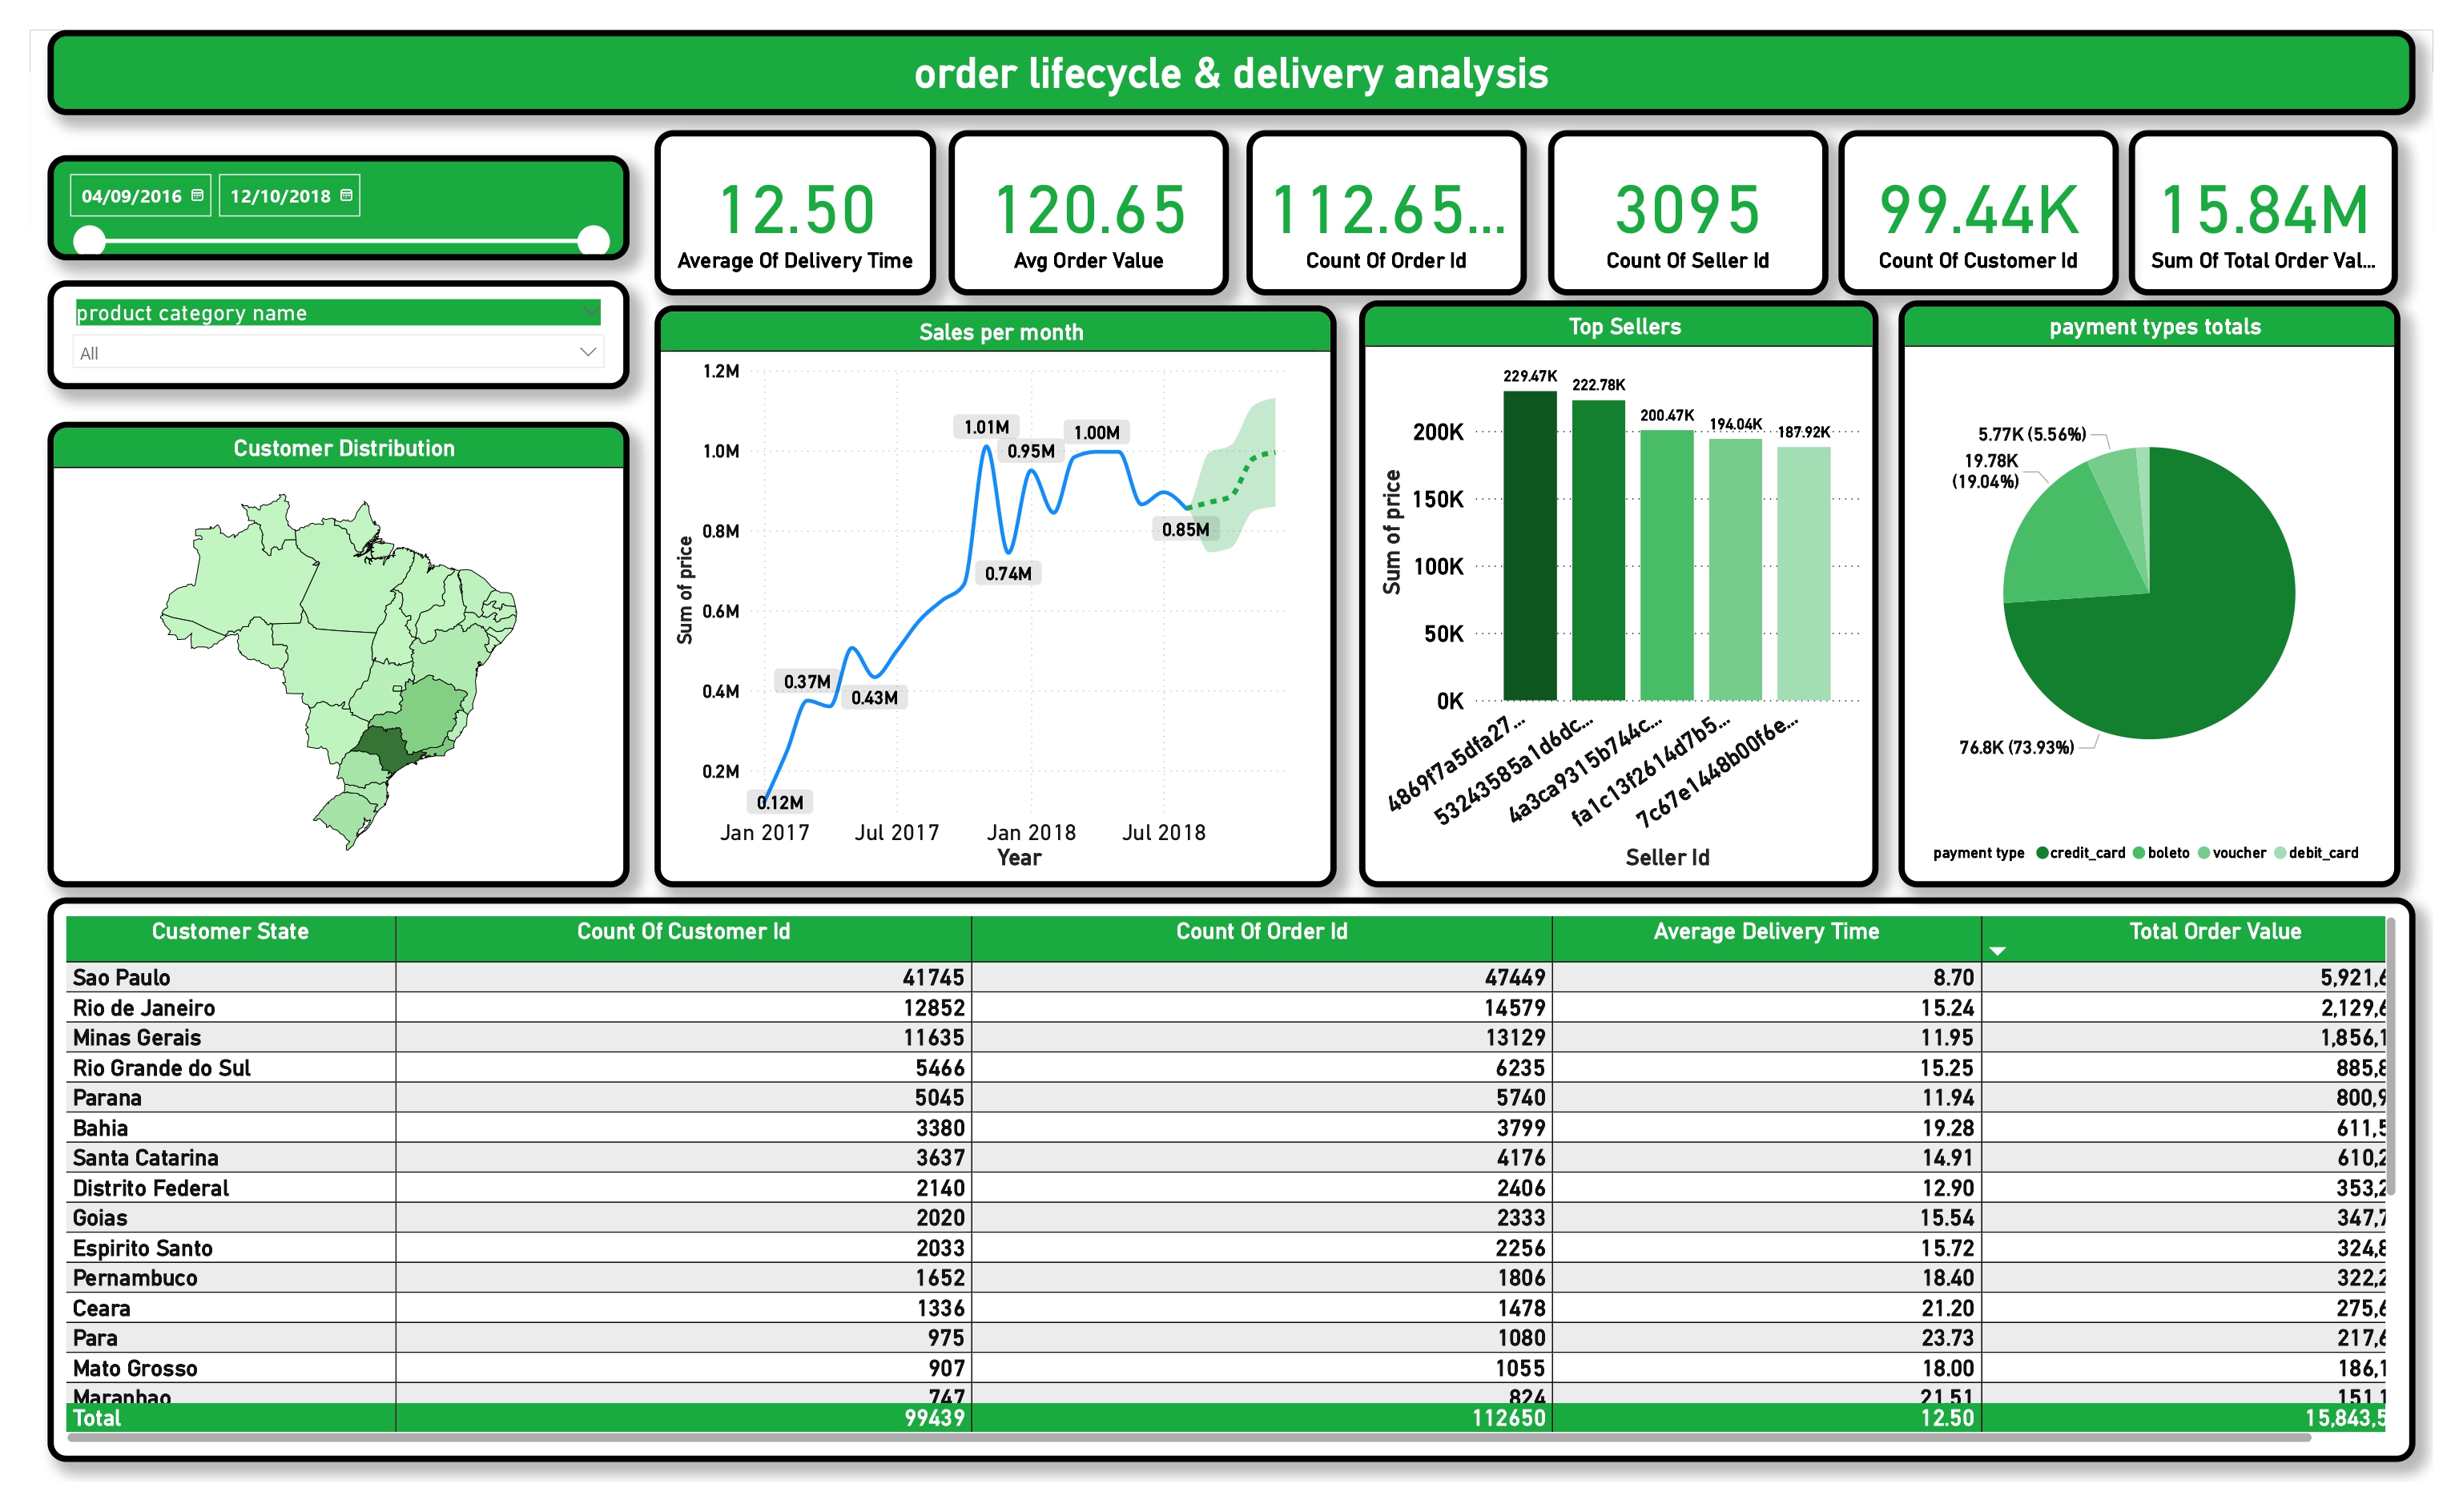 order lifecycle & delivery analysis
04/09/2016
12/10/2018
product category name
All
12.50
Average Of Delivery Time
120.65
Avg Order Value
112.65...
Count Of Order Id
3095
Count Of Seller Id
99.44K
Count Of Customer Id
15.84M
Sum Of Total Order Val...
Customer Distribution
Sales per month
1.2M
1.0M
0.8M
0.6M
0.4M
0.2M
Sum of price
0.12M
0.37M
0.43M
1.01M
0.74M
0.95M
1.00M
0.85M
Jan 2017
Jul 2017
Jan 2018
Jul 2018
Year
Top Sellers
200K
150K
100K
50K
0K
Sum of price
229.47K
222.78K
200.47K
194.04K
187.92K
4869f7a5dfa27...
53243585a1d6dc...
4a3ca9315b744c...
fa1c13f2614d7b5...
7c67e1448b00f6e...
Seller Id
payment types totals
5.77K (5.56%)
19.78K
(19.04%)
76.8K (73.93%)
payment type credit_card boleto voucher debit_card
Customer State Count Of Customer Id Count Of Order Id Average Delivery Time Total Order Value
Sao Paulo 41745 47449 8.70 5,921,6
Rio de Janeiro 12852 14579 15.24 2,129,6
Minas Gerais 11635 13129 11.95 1,856,1
Rio Grande do Sul 5466 6235 15.25 885,8
Parana 5045 5740 11.94 800,9
Bahia 3380 3799 19.28 611,5
Santa Catarina 3637 4176 14.91 610,2
Distrito Federal 2140 2406 12.90 353,2
Goias 2020 2333 15.54 347,7
Espirito Santo 2033 2256 15.72 324,8
Pernambuco 1652 1806 18.40 322,2
Ceara 1336 1478 21.20 275,6
Para 975 1080 23.73 217,6
Mato Grosso 907 1055 18.00 186,1
Maranhao 747 824 21.51 151,1
Total 99439 112650 12.50 15,843,5